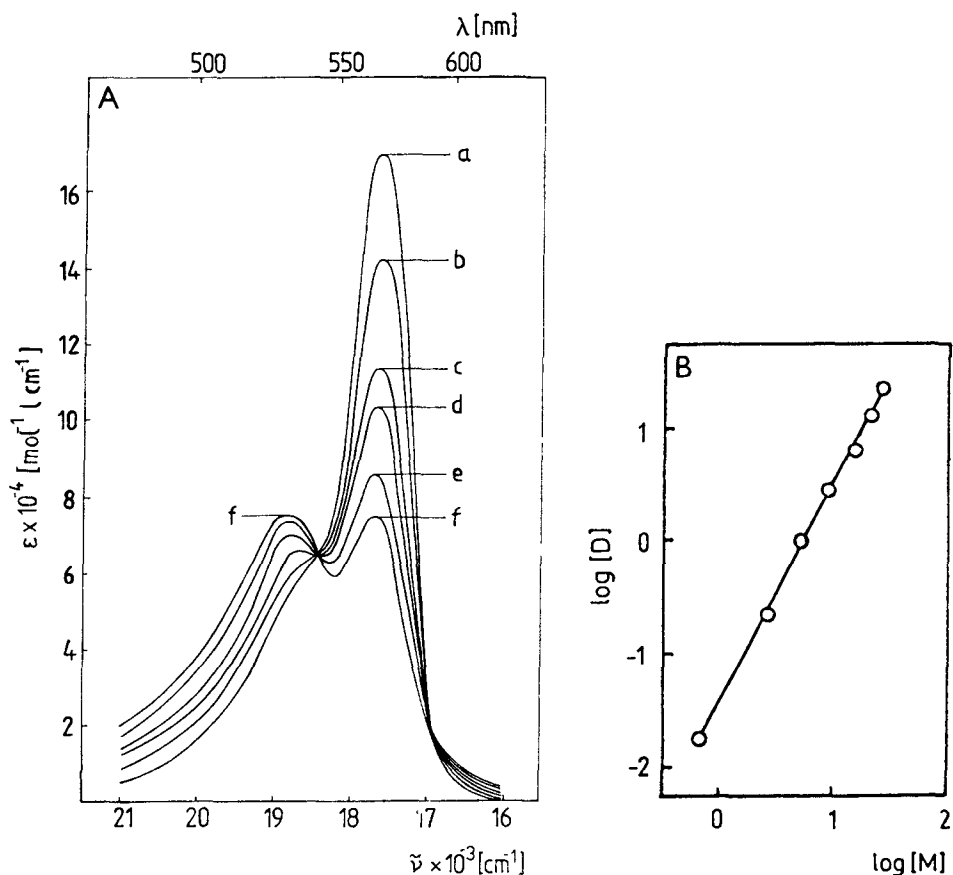 λ [nm]
500 550 600
A
a
b
c
d
e
f
f
16
14
12
10
8
6
4
2
ε x 10⁻⁴ [mol⁻¹ l cm⁻¹]
21 19 18 17 16
ṽ x 10⁻³ [cm⁻¹]
B
1
0
-1
-2
log [D]
0 1 2
log [M]